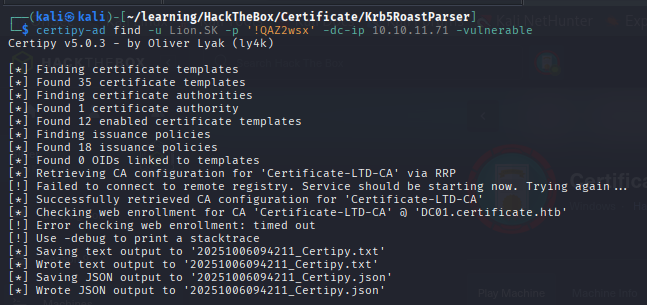 ┌──(kali㉿kali)-[~/learning/HackTheBox/Certificate/Krb5RoastParser]
└─$ certipy-ad find -u Lion.SK -p '!QAZ2wsx' -dc-ip 10.10.11.71 -vulnerable
Certipy v5.0.3 - by Oliver Lyak (ly4k)
[*] Finding certificate templates
[*] Found 35 certificate templates
[*] Finding certificate authorities
[*] Found 1 certificate authority
[*] Found 12 enabled certificate templates
[*] Finding issuance policies
[*] Found 18 issuance policies
[*] Found 0 OIDs linked to templates
[*] Retrieving CA configuration for 'Certificate-LTD-CA' via RRP
[!] Failed to connect to remote registry. Service should be starting now. Trying again...
[*] Successfully retrieved CA configuration for 'Certificate-LTD-CA'
[*] Checking web enrollment for CA 'Certificate-LTD-CA' @ 'DC01.certificate.htb'
[!] Error checking web enrollment: timed out
[!] Use -debug to print a stacktrace
[*] Saving text output to '20251006094211_Certipy.txt'
[*] Wrote text output to '20251006094211_Certipy.txt'
[*] Saving JSON output to '20251006094211_Certipy.json'
[*] Wrote JSON output to '20251006094211_Certipy.json'